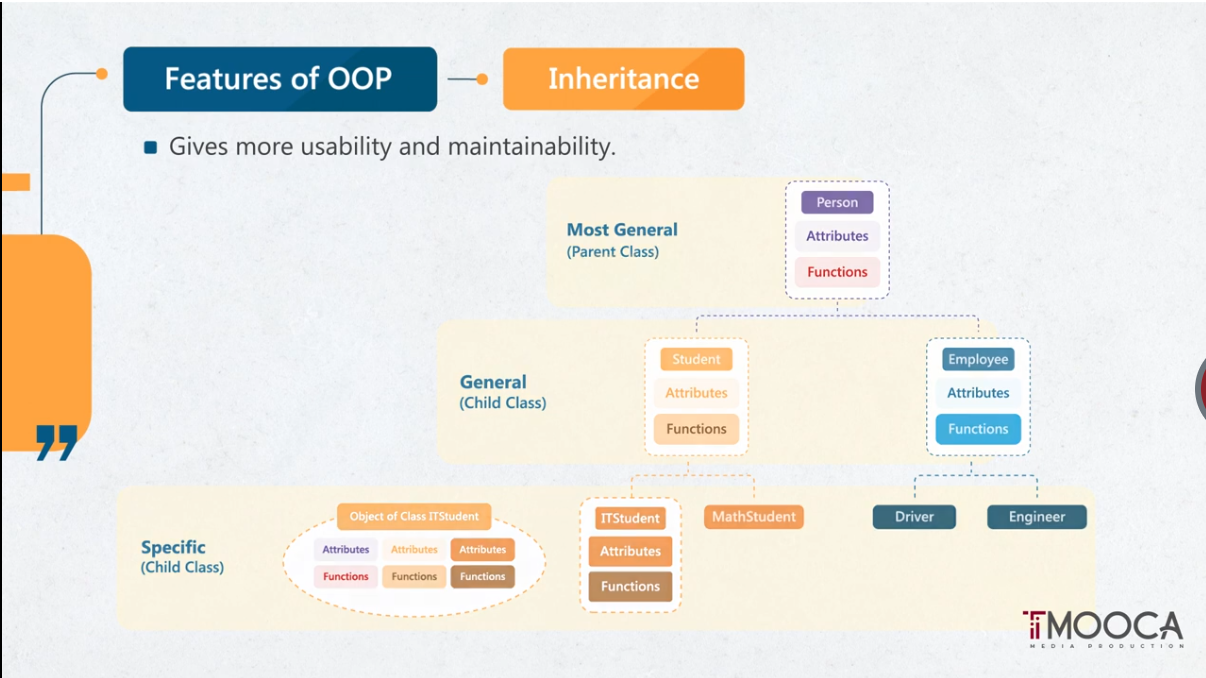 Features of OOP
Inheritance
Gives more usability and maintainability.
Most General
(Parent Class)
Person
Attributes
Functions
General
(Child Class)
Student
Attributes
Functions
Employee
Attributes
Functions
Specific
(Child Class)
Object of Class ITStudent
Attributes Attributes Attributes
Functions Functions Functions
ITStudent
Attributes
Functions
MathStudent
Driver
Engineer
TMOOCA
MEDIA PRODUCTION